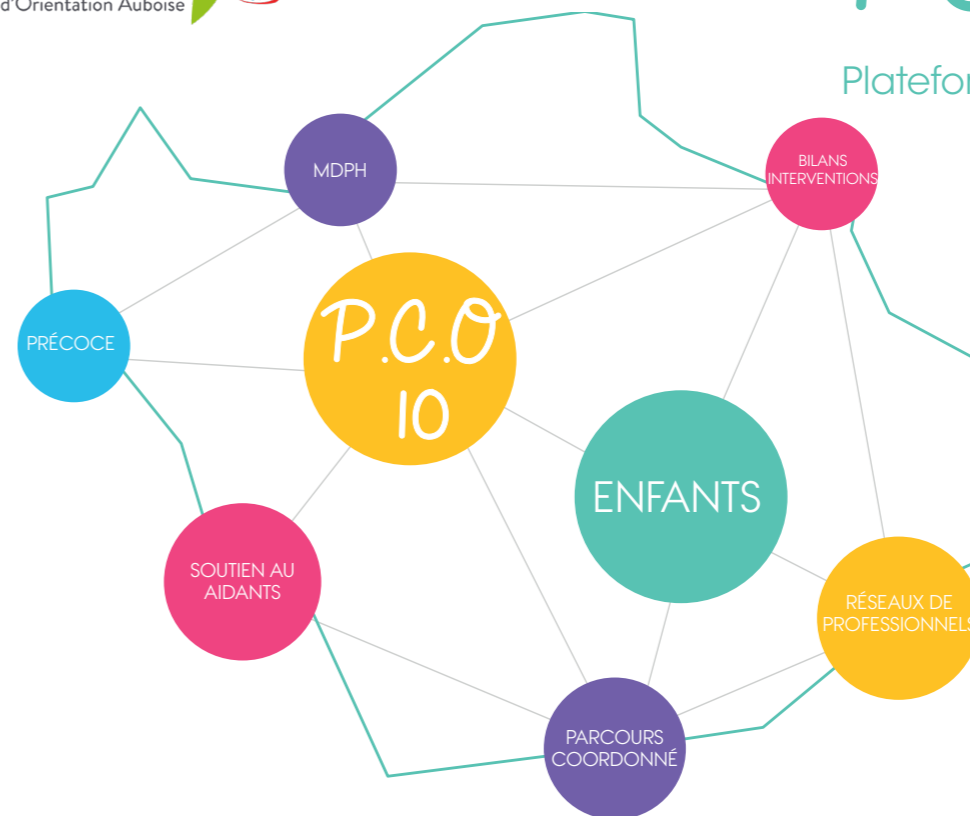 d'Orientation Auboise
Platefor
MDPH
BILANS
INTERVENTIONS
PRÉCOCE
P.C.O
10
ENFANTS
SOUTIEN AU
AIDANTS
RÉSEAUX DE
PROFESSIONNELS
PARCOURS
COORDONNÉ